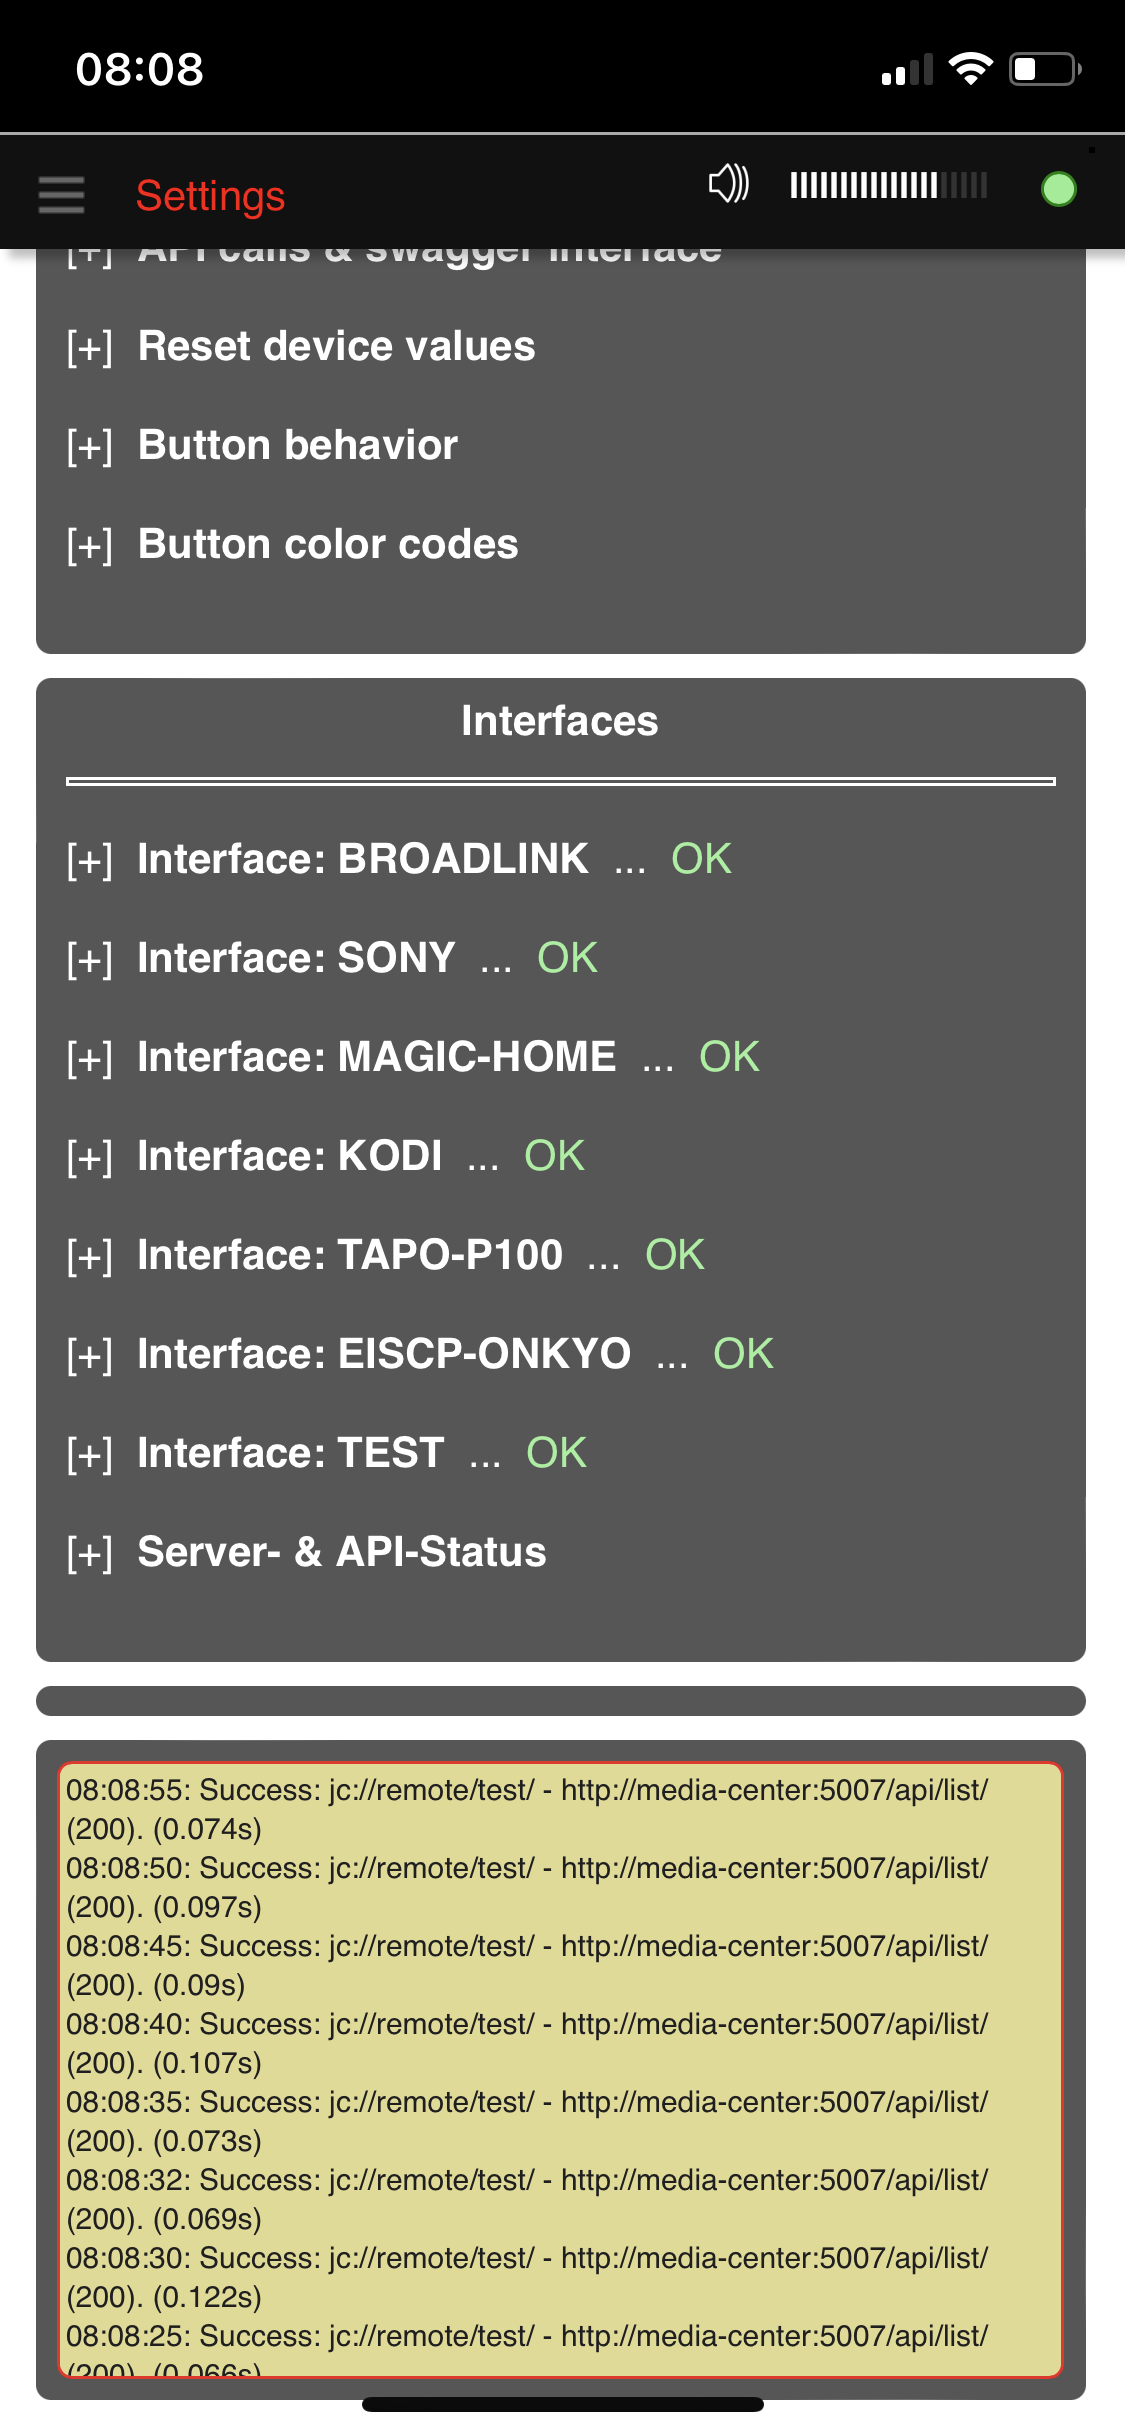 08:08
Settings
[+] API calls & swagger interface
[+] Reset device values
[+] Button behavior
[+] Button color codes
Interfaces
[+] Interface: BROADLINK ... OK
[+] Interface: SONY ... OK
[+] Interface: MAGIC-HOME ... OK
[+] Interface: KODI ... OK
[+] Interface: TAPO-P100 ... OK
[+] Interface: EISCP-ONKYO ... OK
[+] Interface: TEST ... OK
[+] Server- & API-Status
08:08:55: Success: jc://remote/test/ - http://media-center:5007/api/list/
(200). (0.074s)
08:08:50: Success: jc://remote/test/ - http://media-center:5007/api/list/
(200). (0.097s)
08:08:45: Success: jc://remote/test/ - http://media-center:5007/api/list/
(200). (0.09s)
08:08:40: Success: jc://remote/test/ - http://media-center:5007/api/list/
(200). (0.107s)
08:08:35: Success: jc://remote/test/ - http://media-center:5007/api/list/
(200). (0.073s)
08:08:32: Success: jc://remote/test/ - http://media-center:5007/api/list/
(200). (0.069s)
08:08:30: Success: jc://remote/test/ - http://media-center:5007/api/list/
(200). (0.122s)
08:08:25: Success: jc://remote/test/ - http://media-center:5007/api/list/
(200). (0.066s)